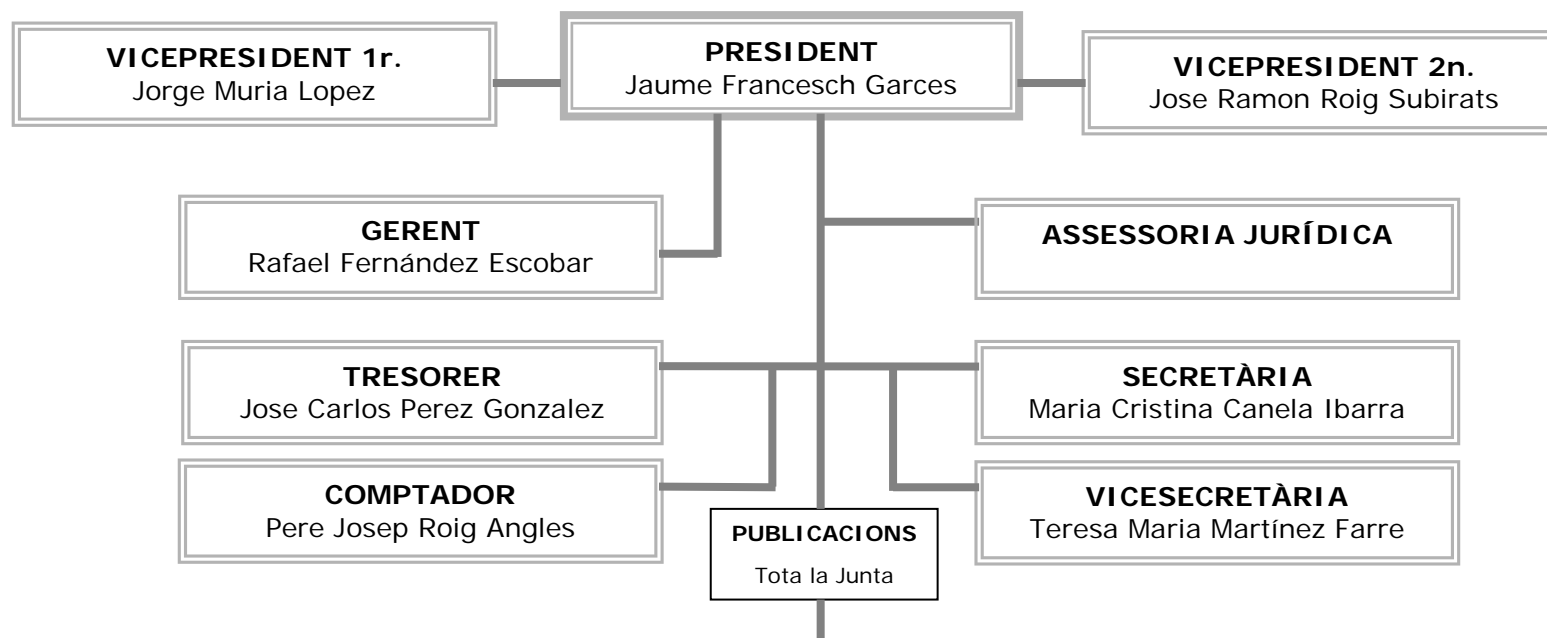 VICEPRESIDENT 1r.
Jorge Muria Lopez
PRESIDENT
Jaume Francesch Garces
VICEPRESIDENT 2n.
Jose Ramon Roig Subirats
GERENT
Rafael Fernández Escobar
ASSESSORIA JURÍDICA
TRESORER
Jose Carlos Perez Gonzalez
SECRETÀRIA
Maria Cristina Canela Ibarra
COMPTADOR
Pere Josep Roig Angles
VICESECRETÀRIA
Teresa Maria Martínez Farre
PUBLICACIONS
Tota la Junta